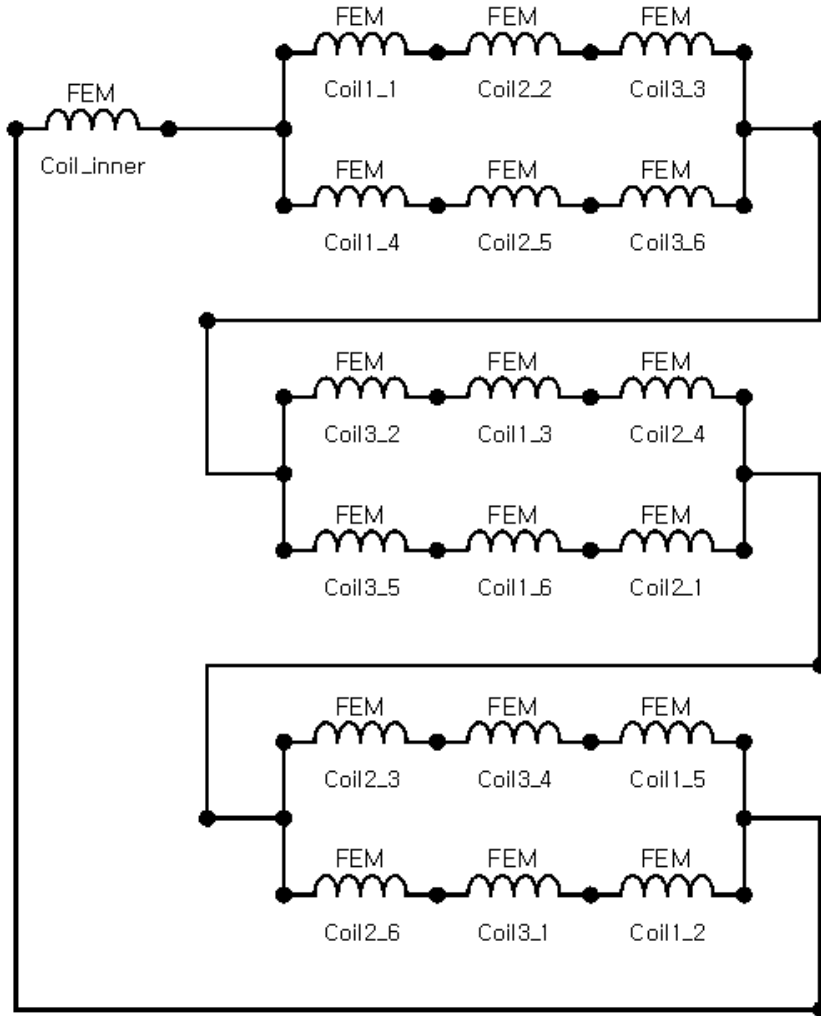 FEM FEM FEM
Coil1_1 Coil2_2 Coil3_3
FEM
Coil_inner
FEM FEM FEM
Coil1_4 Coil2_5 Coil3_6
FEM FEM FEM
Coil3_2 Coil1_3 Coil2_4
FEM FEM FEM
Coil3_5 Coil1_6 Coil2_1
FEM FEM FEM
Coil2_3 Coil3_4 Coil1_5
FEM FEM FEM
Coil2_6 Coil3_1 Coil1_2